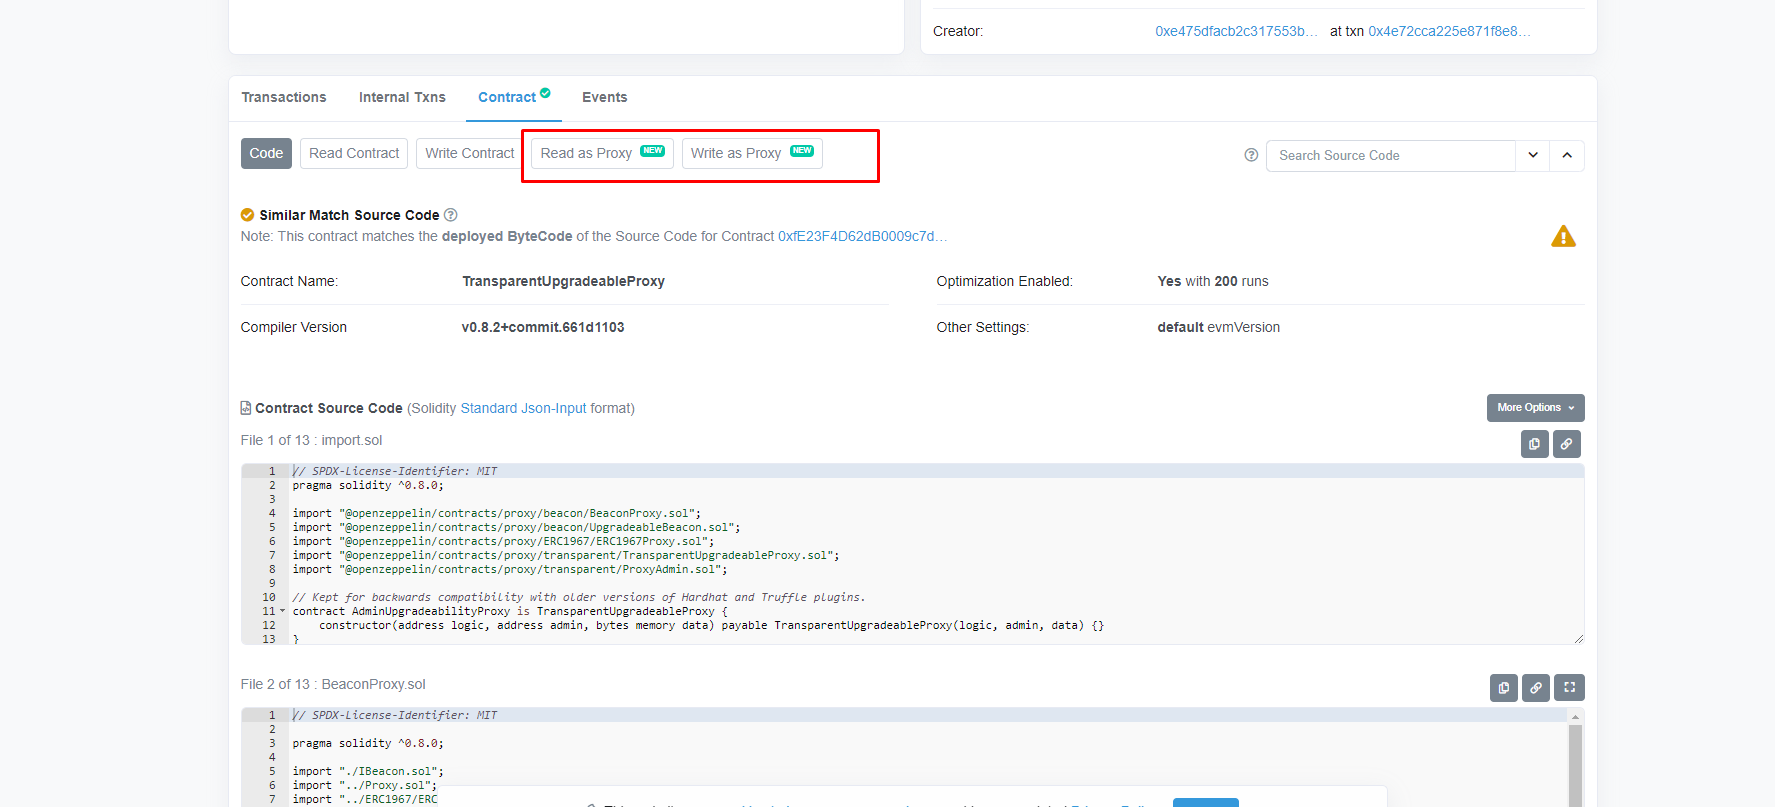 Creator: 0xe475dfacb2c317553b... at txn 0x4e72cca225e871f8e8...
Transactions Internal Txns Contract Events
Code Read Contract Write Contract Read as Proxy NEW Write as Proxy NEW Search Source Code
Similar Match Source Code
Note: This contract matches the deployed ByteCode of the Source Code for Contract 0xfE23F4D62dB0009c7d...
Contract Name: TransparentUpgradeableProxy Optimization Enabled: Yes with 200 runs
Compiler Version v0.8.2+commit.661d1103 Other Settings: default evmVersion
Contract Source Code (Solidity Standard Json-Input format) More Options
File 1 of 13 : import.sol
1 // SPDX-License-Identifier: MIT
2 pragma solidity ^0.8.0;
3
4 import "@openzeppelin/contracts/proxy/beacon/BeaconProxy.sol";
5 import "@openzeppelin/contracts/proxy/beacon/UpgradeableBeacon.sol";
6 import "@openzeppelin/contracts/proxy/ERC1967/ERC1967Proxy.sol";
7 import "@openzeppelin/contracts/proxy/transparent/TransparentUpgradeableProxy.sol";
8 import "@openzeppelin/contracts/proxy/transparent/ProxyAdmin.sol";
9
10 // Kept for backwards compatibility with older versions of Hardhat and Truffle plugins.
11 contract AdminUpgradeabilityProxy is TransparentUpgradeableProxy {
12 constructor(address logic, address admin, bytes memory data) payable TransparentUpgradeableProxy(logic, admin, data) {}
13 }
File 2 of 13 : BeaconProxy.sol
1 // SPDX-License-Identifier: MIT
2
3 pragma solidity ^0.8.0;
4
5 import "./IBeacon.sol";
6 import "../Proxy.sol";
7 import "../ERC1967/ERC